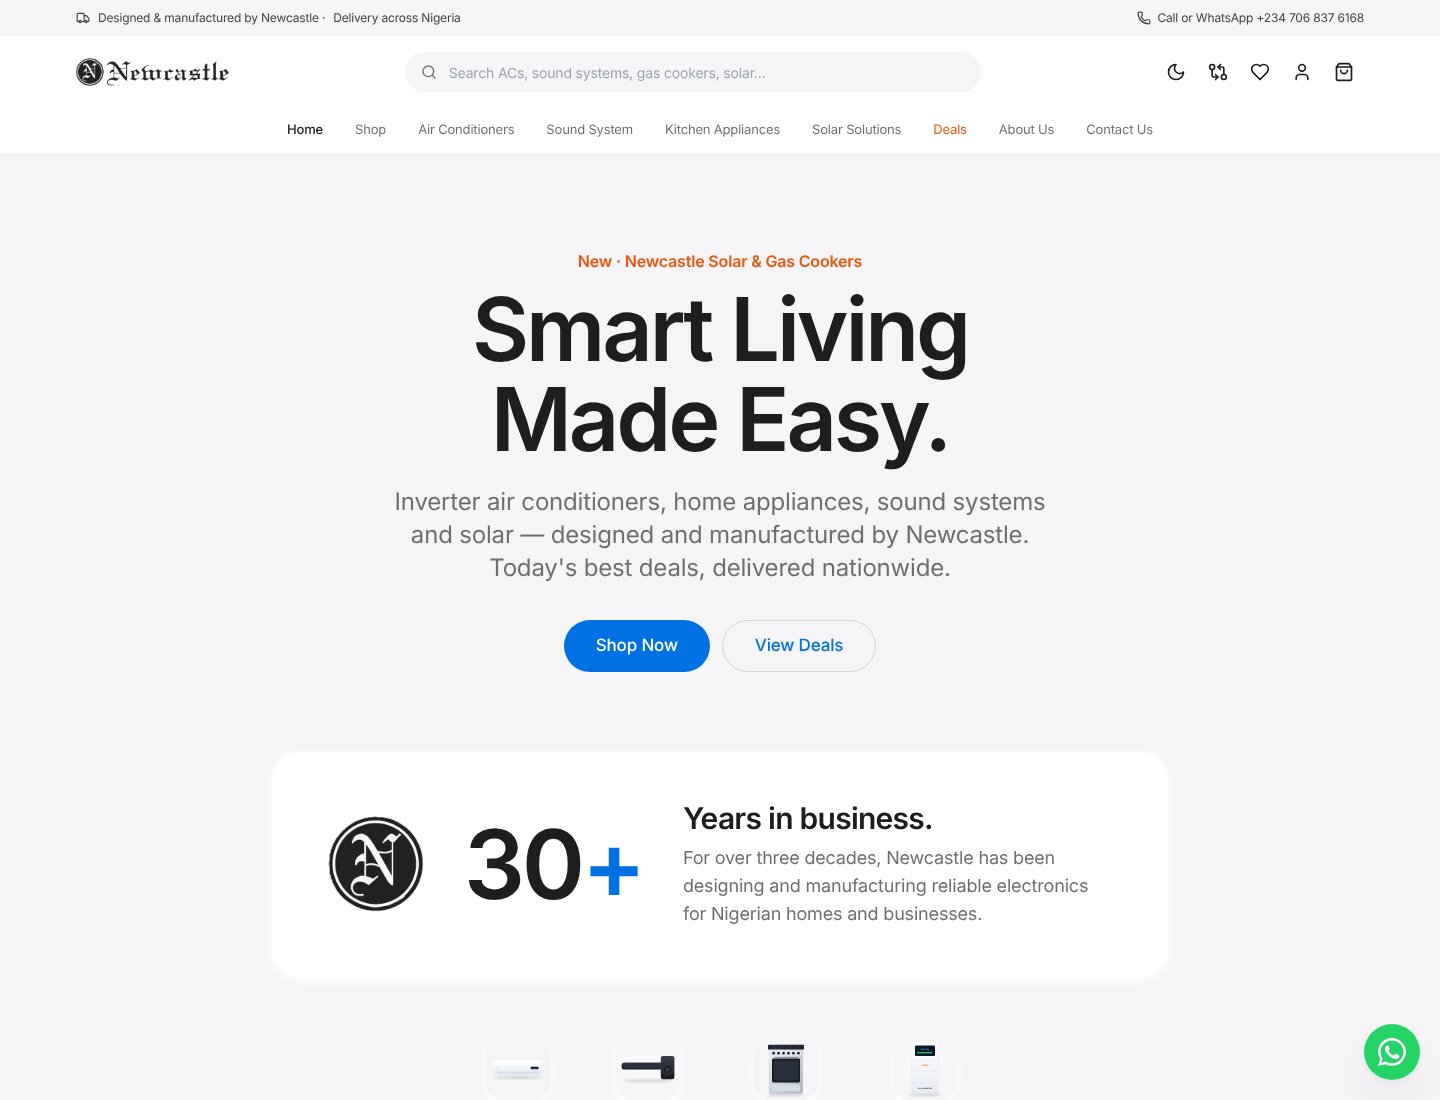 Designed & manufactured by Newcastle · Delivery across Nigeria
Call or WhatsApp +234 706 837 6168
N Newcastle
Search ACs, sound systems, gas cookers, solar...
Home Shop Air Conditioners Sound System Kitchen Appliances Solar Solutions Deals About Us Contact Us
New · Newcastle Solar & Gas Cookers
Smart Living
Made Easy.
Inverter air conditioners, home appliances, sound systems
and solar — designed and manufactured by Newcastle.
Today's best deals, delivered nationwide.
Shop Now
View Deals
N
30+
Years in business.
For over three decades, Newcastle has been
designing and manufacturing reliable electronics
for Nigerian homes and businesses.